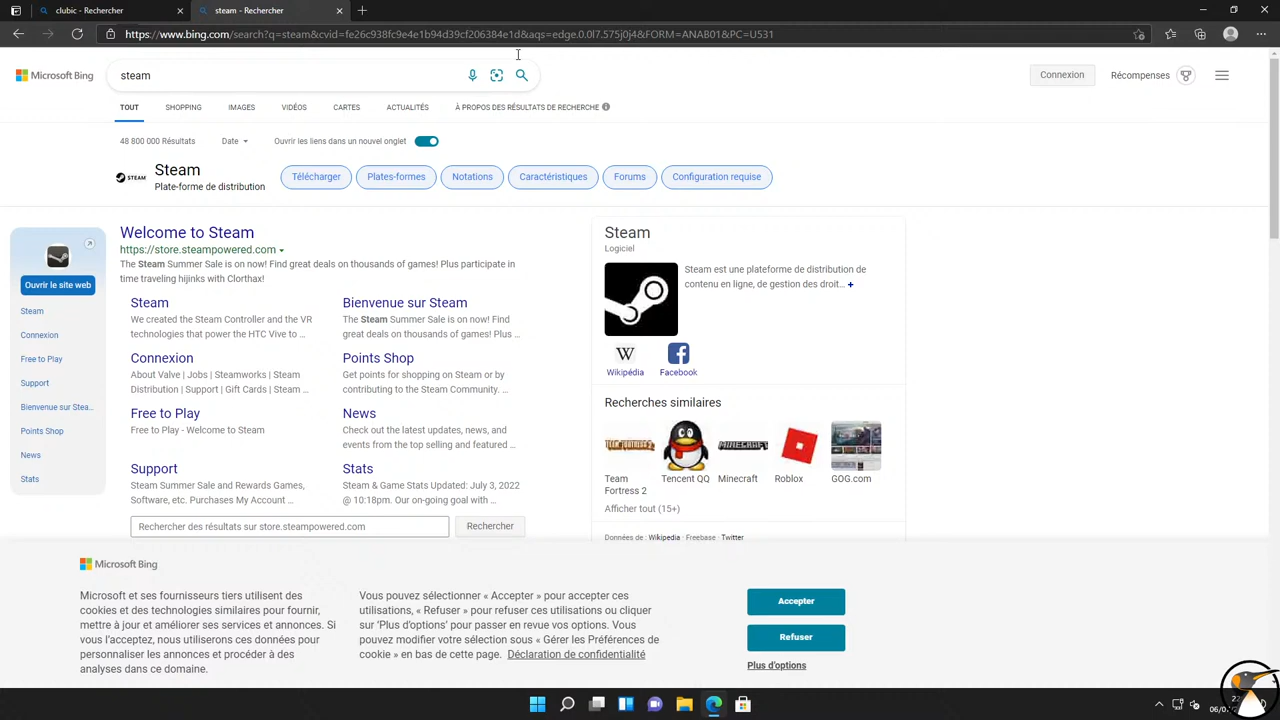 clubic - Rechercher
steam - Rechercher
https://www.bing.com/search?q=steam&cvid=fe26c938fc9e4e1b94d39cf206384e1d&aqs=edge.0.0l7.575j0j4&FORM=ANAB01&PC=U531
Microsoft Bing
steam
Connexion
Récompenses
TOUT
SHOPPING
IMAGES
VIDÉOS
CARTES
ACTUALITÉS
À PROPOS DES RÉSULTATS DE RECHERCHE
48 800 000 Résultats
Date
Ouvrir les liens dans un nouvel onglet
STEAM
Steam
Plate-forme de distribution
Télécharger
Plates-formes
Notations
Caractéristiques
Forums
Configuration requise
Ouvrir le site web
Steam
Connexion
Free to Play
Support
Bienvenue sur Stea...
Points Shop
News
Stats
Welcome to Steam
https://store.steampowered.com
The Steam Summer Sale is on now! Find great deals on thousands of games! Plus participate in
time traveling hijinks with Clorthax!
Steam
We created the Steam Controller and the VR
technologies that power the HTC Vive to ...
Bienvenue sur Steam
The Steam Summer Sale is on now! Find
great deals on thousands of games! Plus ...
Connexion
About Valve | Jobs | Steamworks | Steam
Distribution | Support | Gift Cards | Steam ...
Points Shop
Get points for shopping on Steam or by
contributing to the Steam Community. ...
Free to Play
Free to Play - Welcome to Steam
News
Check out the latest updates, news, and
events from the top selling and featured ...
Support
Steam Summer Sale and Rewards Games,
Software, etc. Purchases My Account ...
Stats
Steam & Game Stats Updated: July 3, 2022
@ 10:18pm. Our on-going goal with ...
Rechercher des résultats sur store.steampowered.com
Rechercher
Steam
Logiciel
Steam est une plateforme de distribution de
contenu en ligne, de gestion des droit... +
W
Wikipédia
Facebook
Recherches similaires
MINECRAFT
Team
Fortress 2
Tencent QQ
Minecraft
Roblox
GOG.com
Afficher tout (15+)
Données de : Wikipedia · Freebase · Twitter
Microsoft Bing
Microsoft et ses fournisseurs tiers utilisent des
cookies et des technologies similaires pour fournir,
mettre à jour et améliorer ses services et annonces. Si
vous l'acceptez, nous utiliserons ces données pour
personnaliser les annonces et procéder à des
analyses dans ce domaine.
Vous pouvez sélectionner « Accepter » pour accepter ces
utilisations, « Refuser » pour refuser ces utilisations ou cliquer
sur 'Plus d'options' pour passer en revue vos options. Vous
pouvez modifier votre sélection sous « Gérer les Préférences de
cookie » en bas de cette page. Déclaration de confidentialité
Accepter
Refuser
Plus d'options